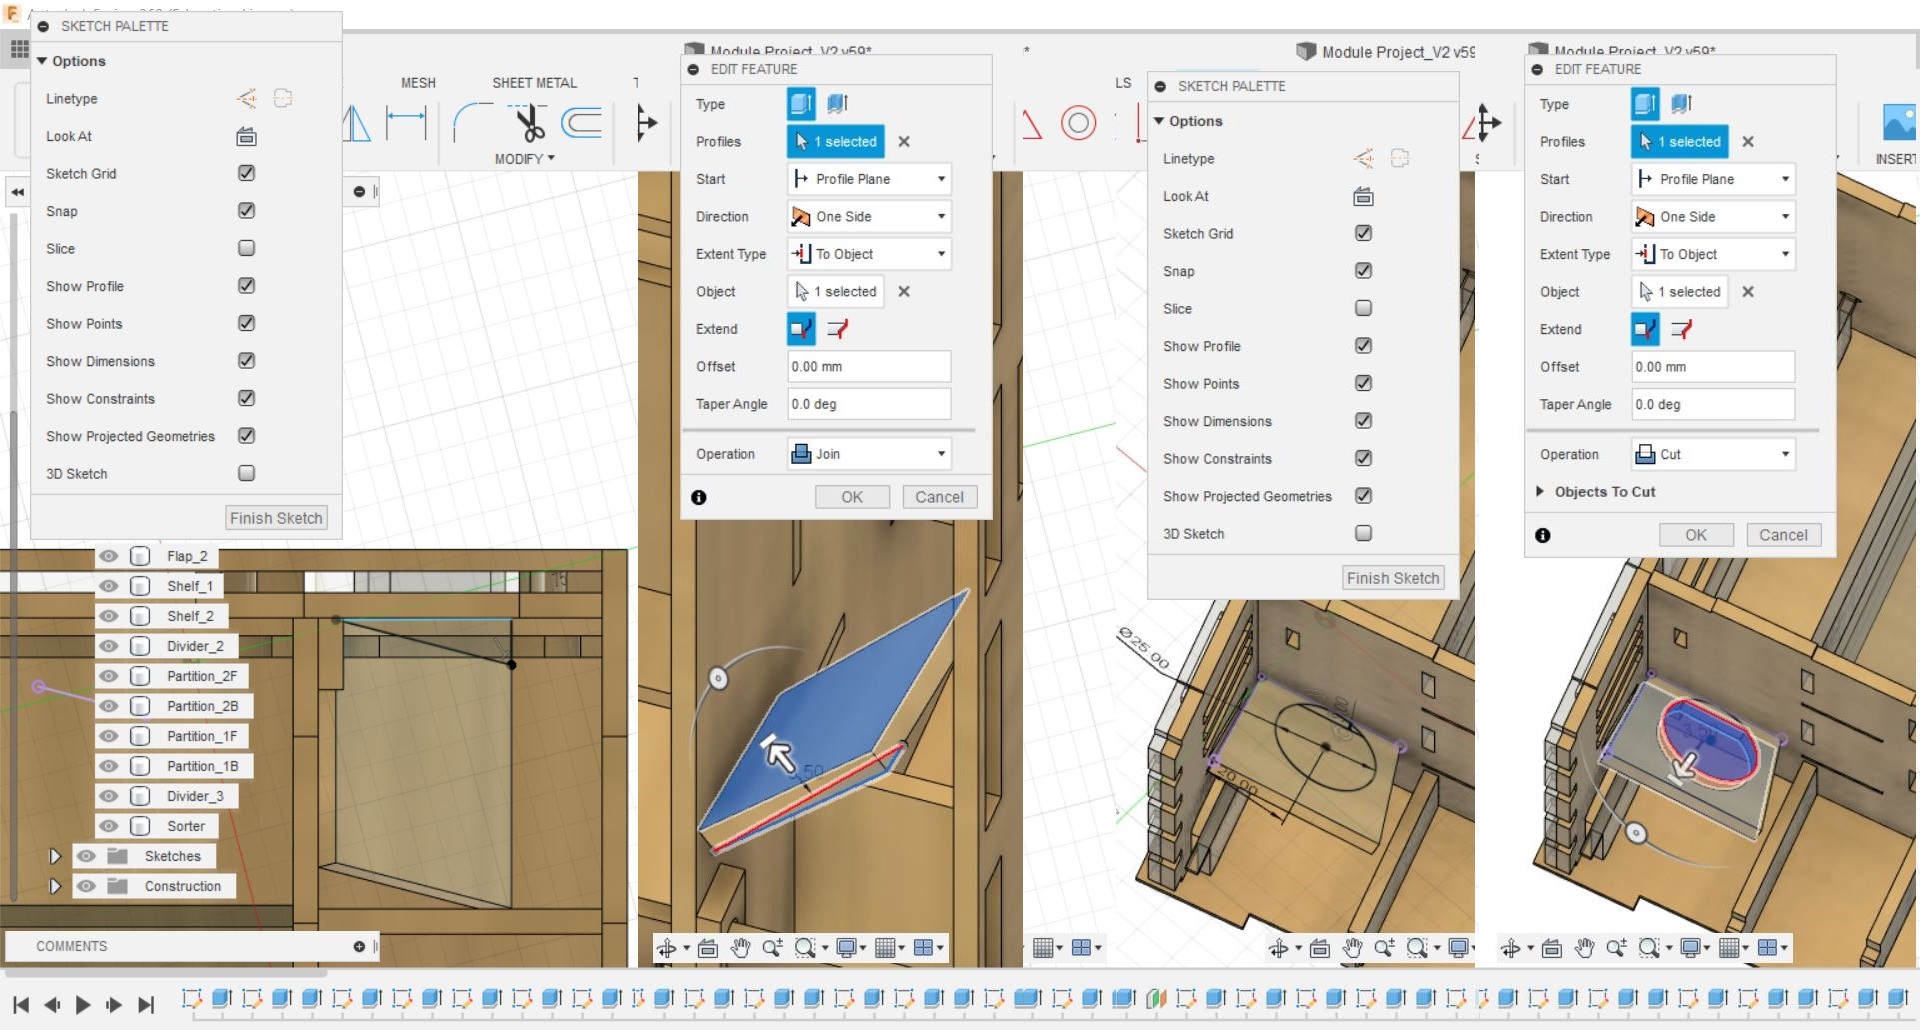 SKETCH PALETTE
Options
Linetype
Look At
Sketch Grid
Snap
Slice
Show Profile
Show Points
Show Dimensions
Show Constraints
Show Projected Geometries
3D Sketch
Finish Sketch
MESH
SHEET METAL
MODIFY
Flap_2
Shelf_1
Shelf_2
Divider_2
Partition_2F
Partition_2B
Partition_1F
Partition_1B
Divider_3
Sorter
Sketches
Construction
COMMENTS
15
Module Project_V2 v59*
EDIT FEATURE
Type
Profiles 1 selected
Start Profile Plane
Direction One Side
Extent Type To Object
Object 1 selected
Extend
Offset 0.00 mm
Taper Angle 0.0 deg
Operation Join
OK Cancel
Module Project_V2 v59
LS
SKETCH PALETTE
Options
Linetype
Look At
Sketch Grid
Snap
Slice
Show Profile
Show Points
Show Dimensions
Show Constraints
Show Projected Geometries
3D Sketch
Finish Sketch
Ø25.00
20.00
Module Project_V2 v59*
EDIT FEATURE
Type
Profiles 1 selected
Start Profile Plane
Direction One Side
Extent Type To Object
Object 1 selected
Extend
Offset 0.00 mm
Taper Angle 0.0 deg
Operation Cut
Objects To Cut
OK Cancel
INSERT